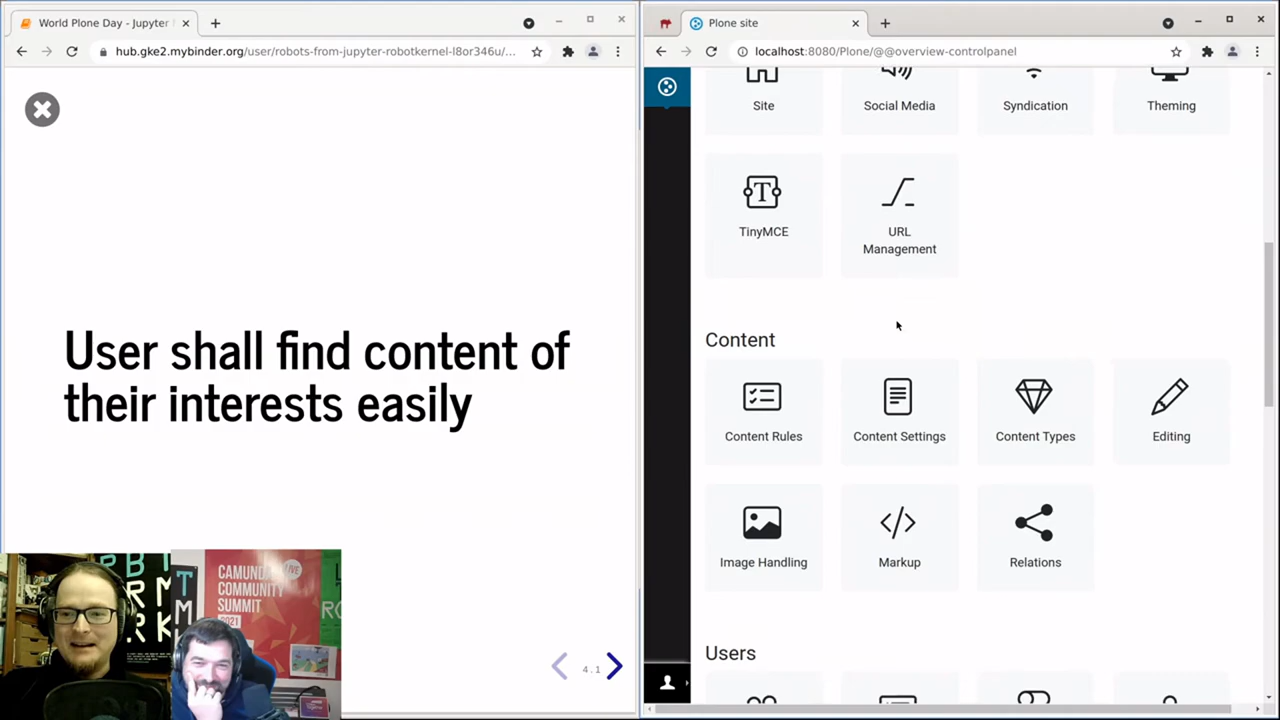 World Plone Day - Jupyter
hub.gke2.mybinder.org/user/robots-from-jupyter-robotkernel-l8or346u/...
User shall find content of
their interests easily
4.1
CAMUNDA
LIVE
COMMUNITY
SUMMIT
2021
Plone site
localhost:8080/Plone/@@overview-controlpanel
Site
Social Media
Syndication
Theming
TinyMCE
URL
Management
Content
Content Rules
Content Settings
Content Types
Editing
Image Handling
Markup
Relations
Users